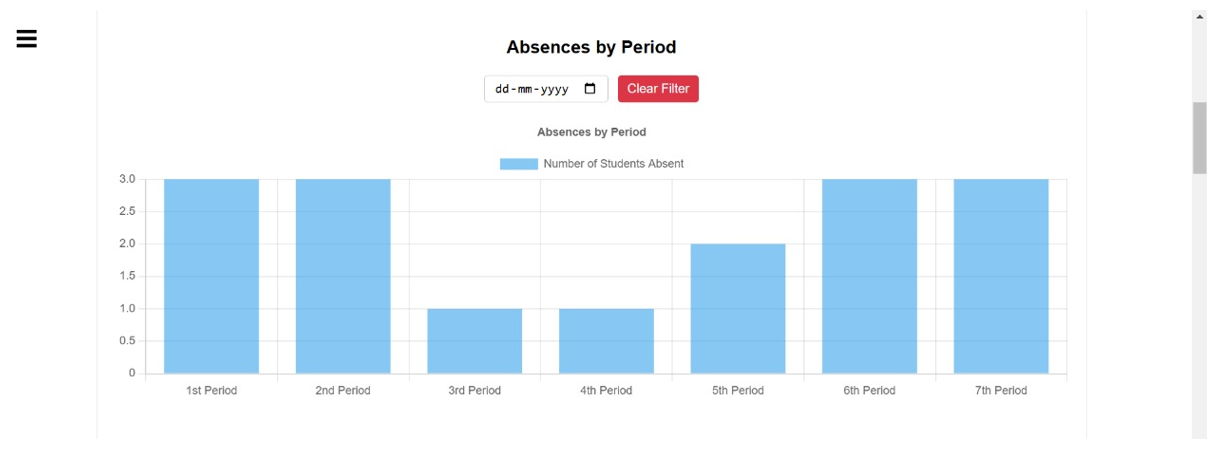 Absences by Period
dd-mm-yyyy Clear Filter
Absences by Period
Number of Students Absent
3.0
2.5
2.0
1.5
1.0
0.5
0
1st Period 2nd Period 3rd Period 4th Period 5th Period 6th Period 7th Period